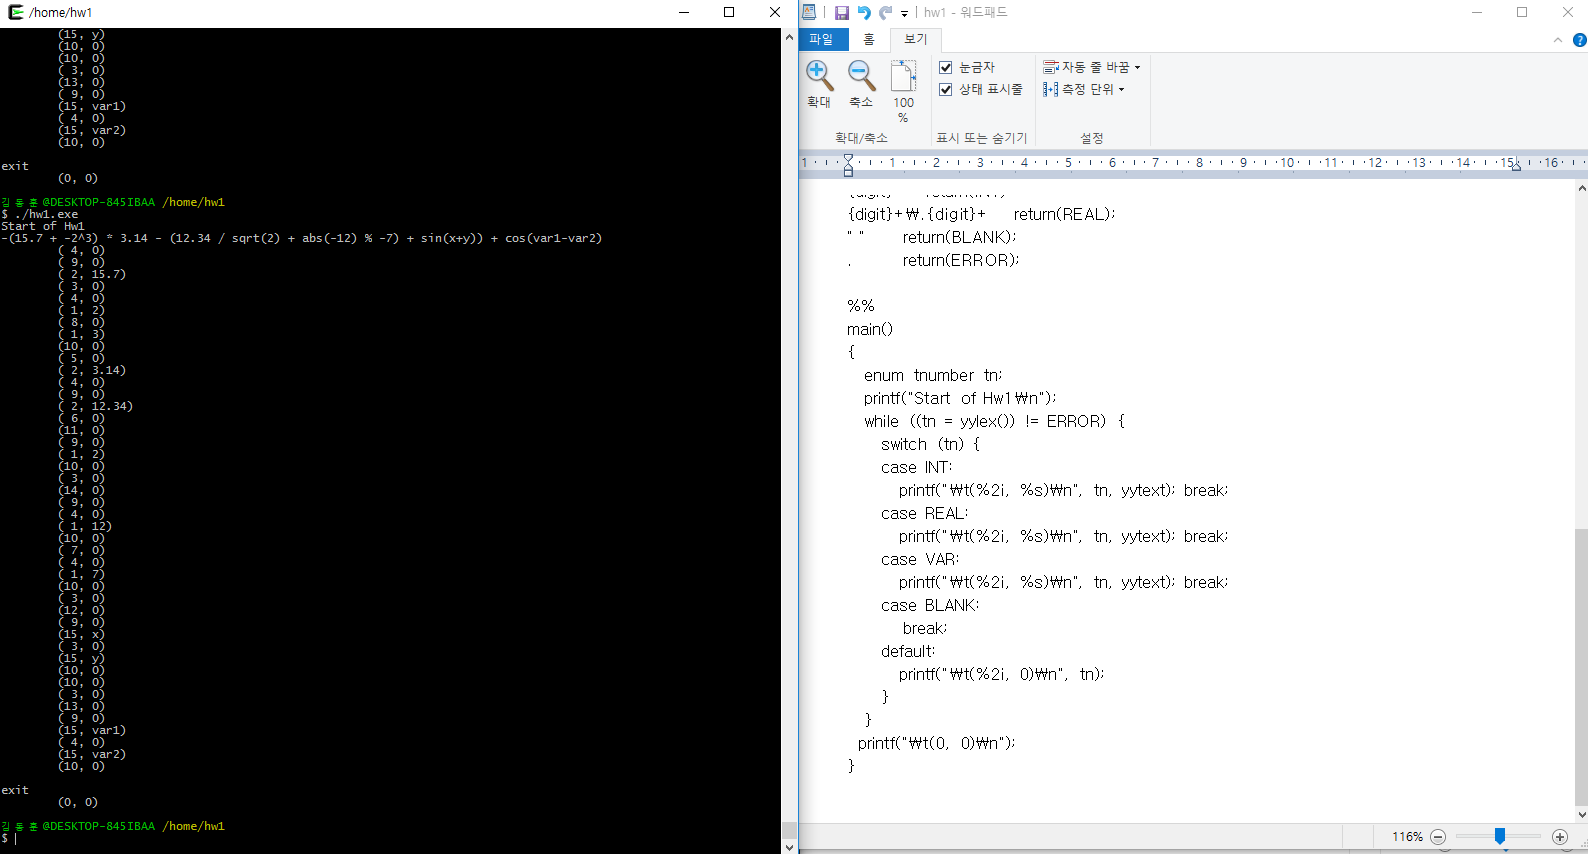 /home/hw1
(15, y)
(10, 0)
(10, 0)
( 3, 0)
(13, 0)
( 9, 0)
(15, var1)
( 4, 0)
(15, var2)
(10, 0)
exit
(0, 0)
김동훈@DESKTOP-845IBAA /home/hw1
$ ./hw1.exe
Start of Hw1
-(15.7 + -2^3) * 3.14 - (12.34 / sqrt(2) + abs(-12) % -7) + sin(x+y)) + cos(var1-var2)
( 4, 0)
( 9, 0)
( 2, 15.7)
( 3, 0)
( 4, 0)
( 1, 2)
( 8, 0)
( 1, 3)
(10, 0)
( 5, 0)
( 2, 3.14)
( 4, 0)
( 9, 0)
( 2, 12.34)
( 6, 0)
(11, 0)
( 9, 0)
( 1, 2)
(10, 0)
( 3, 0)
(14, 0)
( 9, 0)
( 4, 0)
( 1, 12)
(10, 0)
( 7, 0)
( 4, 0)
( 1, 7)
(10, 0)
( 3, 0)
(12, 0)
( 9, 0)
(15, x)
( 3, 0)
(15, y)
(10, 0)
(10, 0)
( 3, 0)
(13, 0)
( 9, 0)
(15, var1)
( 4, 0)
(15, var2)
(10, 0)
exit
(0, 0)
김동훈@DESKTOP-845IBAA /home/hw1
$
hw1 - 워드패드
파일 홈 보기
확대 축소 100 %
확대/축소
눈금자
상태 표시줄
표시 또는 숨기기
자동 줄 바꿈
측정 단위
설정
1 1 2 3 4 5 6 7 8 9 10 11 12 13 14 15 16
{digit}+ return(INT)
{digit}+₩.{digit}+ return(REAL);
" " return(BLANK);
. return(ERROR);
%%
main()
{
enum tnumber tn;
printf("Start of Hw1₩n");
while ((tn = yylex()) != ERROR) {
switch (tn) {
case INT:
printf("₩t(%2i, %s)₩n", tn, yytext); break;
case REAL:
printf("₩t(%2i, %s)₩n", tn, yytext); break;
case VAR:
printf("₩t(%2i, %s)₩n", tn, yytext); break;
case BLANK:
break;
default:
printf("₩t(%2i, 0)₩n", tn);
}
}
printf("₩t(0, 0)₩n");
}
116%